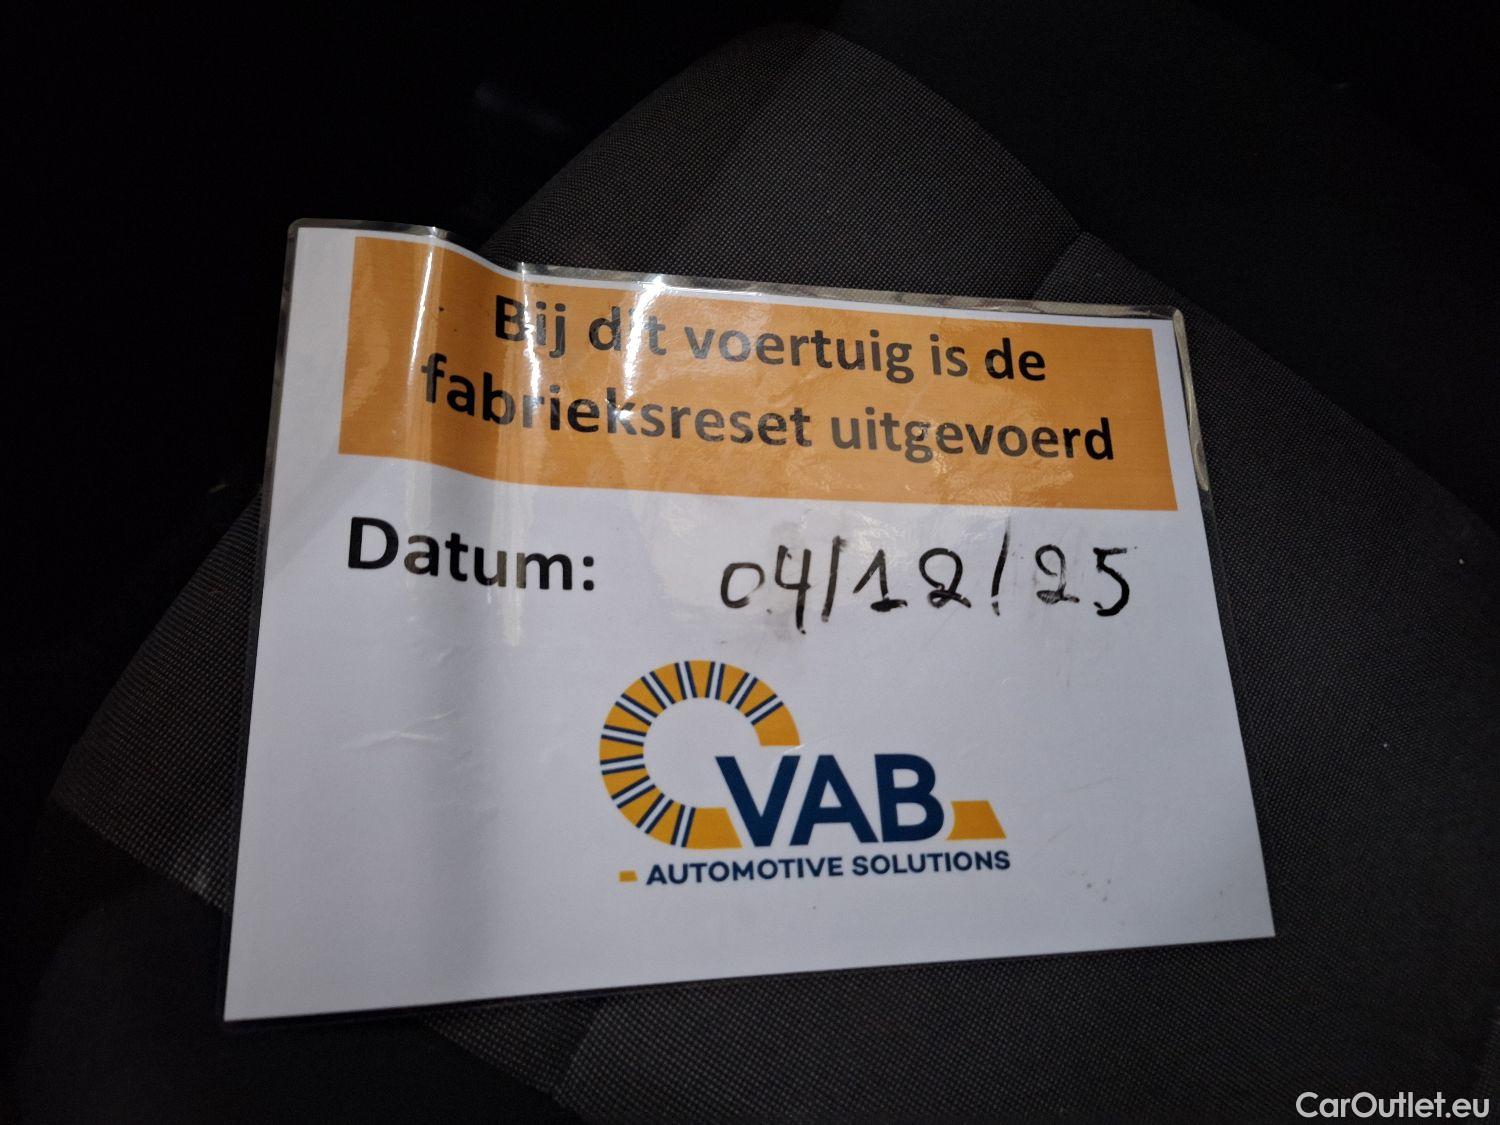 Bij dit voertuig is de
fabrieksreset uitgevoerd
Datum: 04/12/25
VAB
AUTOMOTIVE SOLUTIONS
CarOutlet.eu